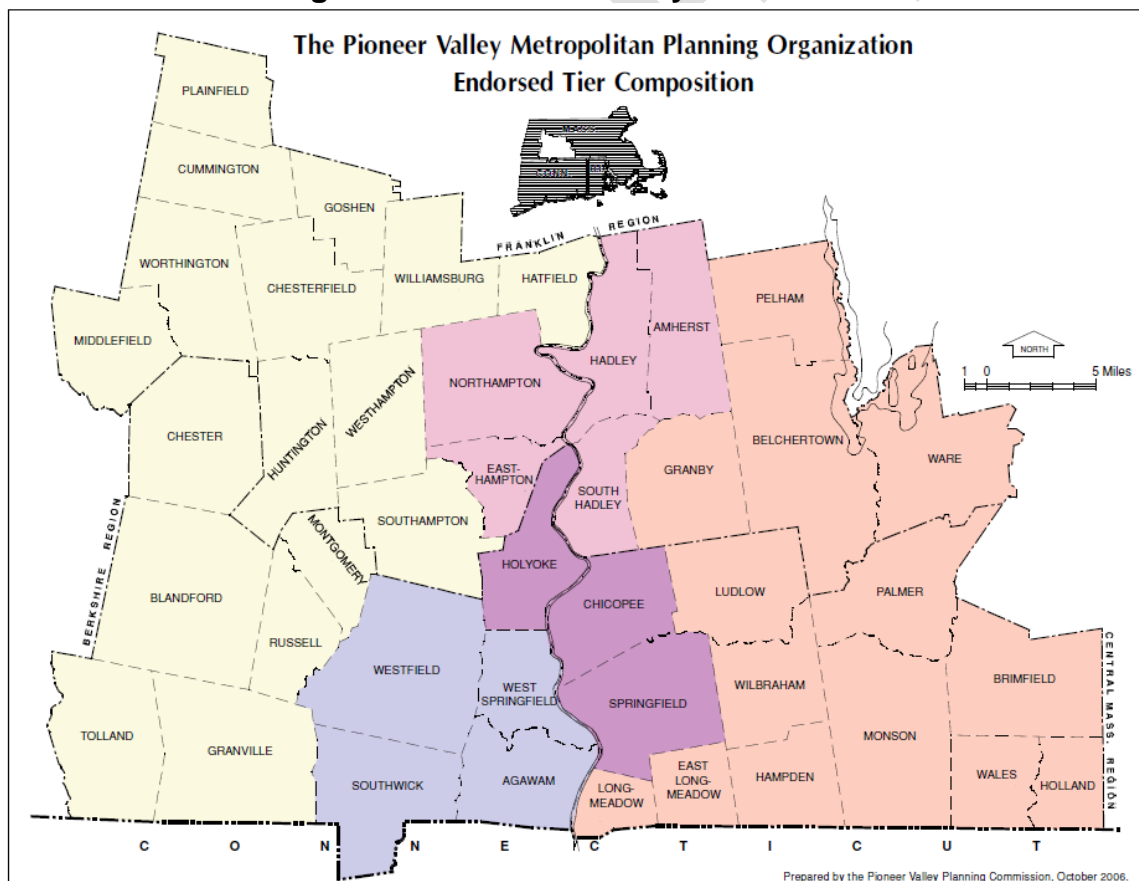 The Pioneer Valley Metropolitan Planning Organization
Endorsed Tier Composition
MASS.
CONN.
R.I.
PLAINFIELD
CUMMINGTON
GOSHEN
FRANKLIN REGION
WORTHINGTON
CHESTERFIELD
WILLIAMSBURG
HATFIELD
PELHAM
AMHERST
MIDDLEFIELD
HADLEY
NORTH
1 0 5 Miles
NORTHAMPTON
WESTHAMPTON
CHESTER
HUNTINGTON
BELCHERTOWN
WARE
EAST-
HAMPTON
GRANBY
SOUTH
HADLEY
SOUTHAMPTON
MONTGOMERY
BERKSHIRE REGION
HOLYOKE
CHICOPEE
LUDLOW
PALMER
BLANDFORD
RUSSELL
WESTFIELD
WEST
SPRINGFIELD
SPRINGFIELD
WILBRAHAM
BRIMFIELD
CENTRAL MASS. REGION
TOLLAND
GRANVILLE
MONSON
SOUTHWICK
AGAWAM
LONG-
MEADOW
EAST
LONG-
MEADOW
HAMPDEN
WALES
HOLLAND
C O N N E C T I C U T
Prepared by the Pioneer Valley Planning Commission, October 2006.